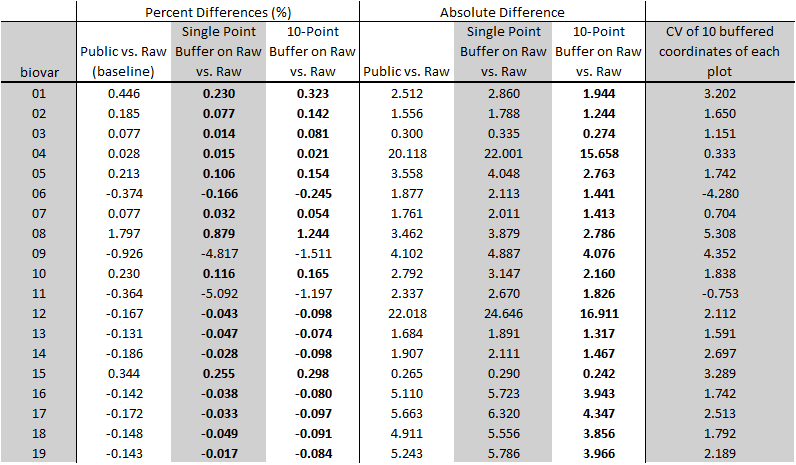 Percent Differences (%) Absolute Difference
Single Point 10-Point Single Point 10-Point CV of 10 buffered
Public vs. Raw Buffer on Raw Buffer on Raw Buffer on Raw Buffer on Raw coordinates of each
biovar (baseline) vs. Raw vs. Raw Public vs. Raw vs. Raw vs. Raw plot
01 0.446 0.230 0.323 2.512 2.860 1.944 3.202
02 0.185 0.077 0.142 1.556 1.788 1.244 1.650
03 0.077 0.014 0.081 0.300 0.335 0.274 1.151
04 0.028 0.015 0.021 20.118 22.001 15.658 0.333
05 0.213 0.106 0.154 3.558 4.048 2.763 1.742
06 -0.374 -0.166 -0.245 1.877 2.113 1.441 -4.280
07 0.077 0.032 0.054 1.761 2.011 1.413 0.704
08 1.797 0.879 1.244 3.462 3.879 2.786 5.308
09 -0.926 -4.817 -1.511 4.102 4.887 4.076 4.352
10 0.230 0.116 0.165 2.792 3.147 2.160 1.838
11 -0.364 -5.092 -1.197 2.337 2.670 1.826 -0.753
12 -0.167 -0.043 -0.098 22.018 24.646 16.911 2.112
13 -0.131 -0.047 -0.074 1.684 1.891 1.317 1.591
14 -0.186 -0.028 -0.098 1.907 2.111 1.467 2.697
15 0.344 0.255 0.298 0.265 0.290 0.242 3.289
16 -0.142 -0.038 -0.080 5.110 5.723 3.943 1.742
17 -0.172 -0.033 -0.097 5.663 6.320 4.347 2.513
18 -0.148 -0.049 -0.091 4.911 5.556 3.856 1.792
19 -0.143 -0.017 -0.084 5.243 5.786 3.966 2.189